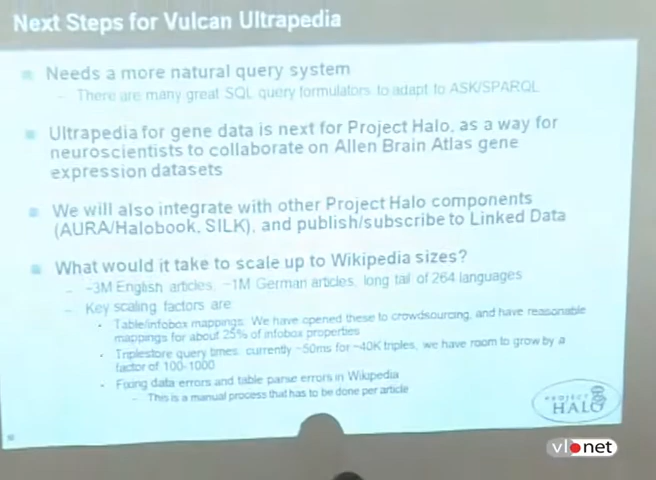 Next Steps for Vulcan Ultrapedia
Needs a more natural query system
- There are many great SQL query formulators to adapt to ASK/SPARQL
Ultrapedia for gene data is next for Project Halo, as a way for
neuroscientists to collaborate on Allen Brain Atlas gene
expression datasets
We will also integrate with other Project Halo components
(AURA/Halobook, SILK), and publish/subscribe to Linked Data
What would it take to scale up to Wikipedia sizes?
- ~3M English articles, ~1M German articles, long tail of 264 languages
- Key scaling factors are
• Table/infobox mappings. We have opened these to crowdsourcing, and have reasonable
mappings for about 25% of infobox properties
• Triplestore query times: currently ~50ms for ~40K triples, we have room to grow by a
factor of 100-1000
• Fixing data errors and table parse errors in Wikipedia
- This is a manual process that has to be done per article
PROJECT
HALO
vl net